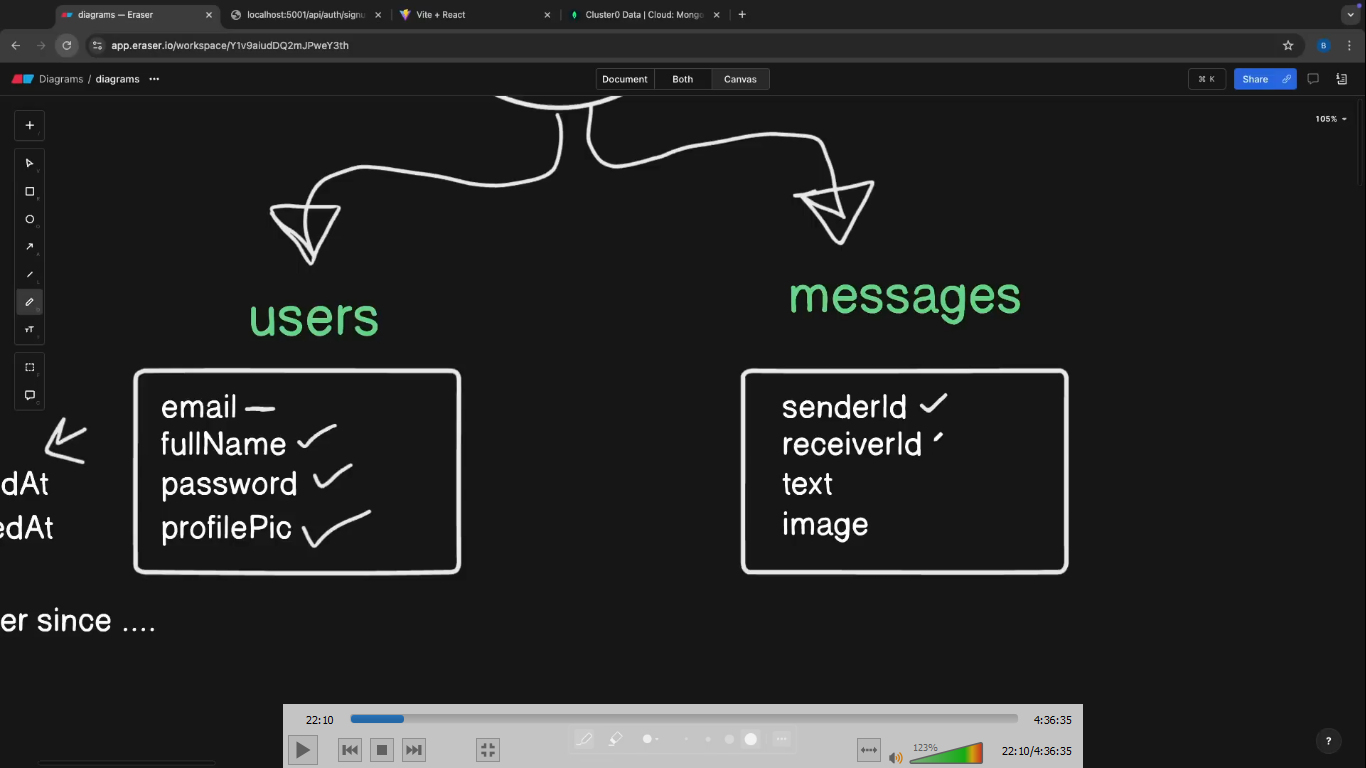 diagrams — Eraser
localhost:5001/api/auth/signu
Vite + React
Cluster0 Data | Cloud: Mongo
app.eraser.io/workspace/Y1v9aiudDQ2mJPweY3th
B
Diagrams / diagrams
Document Both Canvas
⌘ K
Share
105%
users
messages
email
fullName
password
profilePic
senderId
receiverId
text
image
dAt
edAt
er since ....
22:10
4:36:35
123%
22:10/4:36:35
?